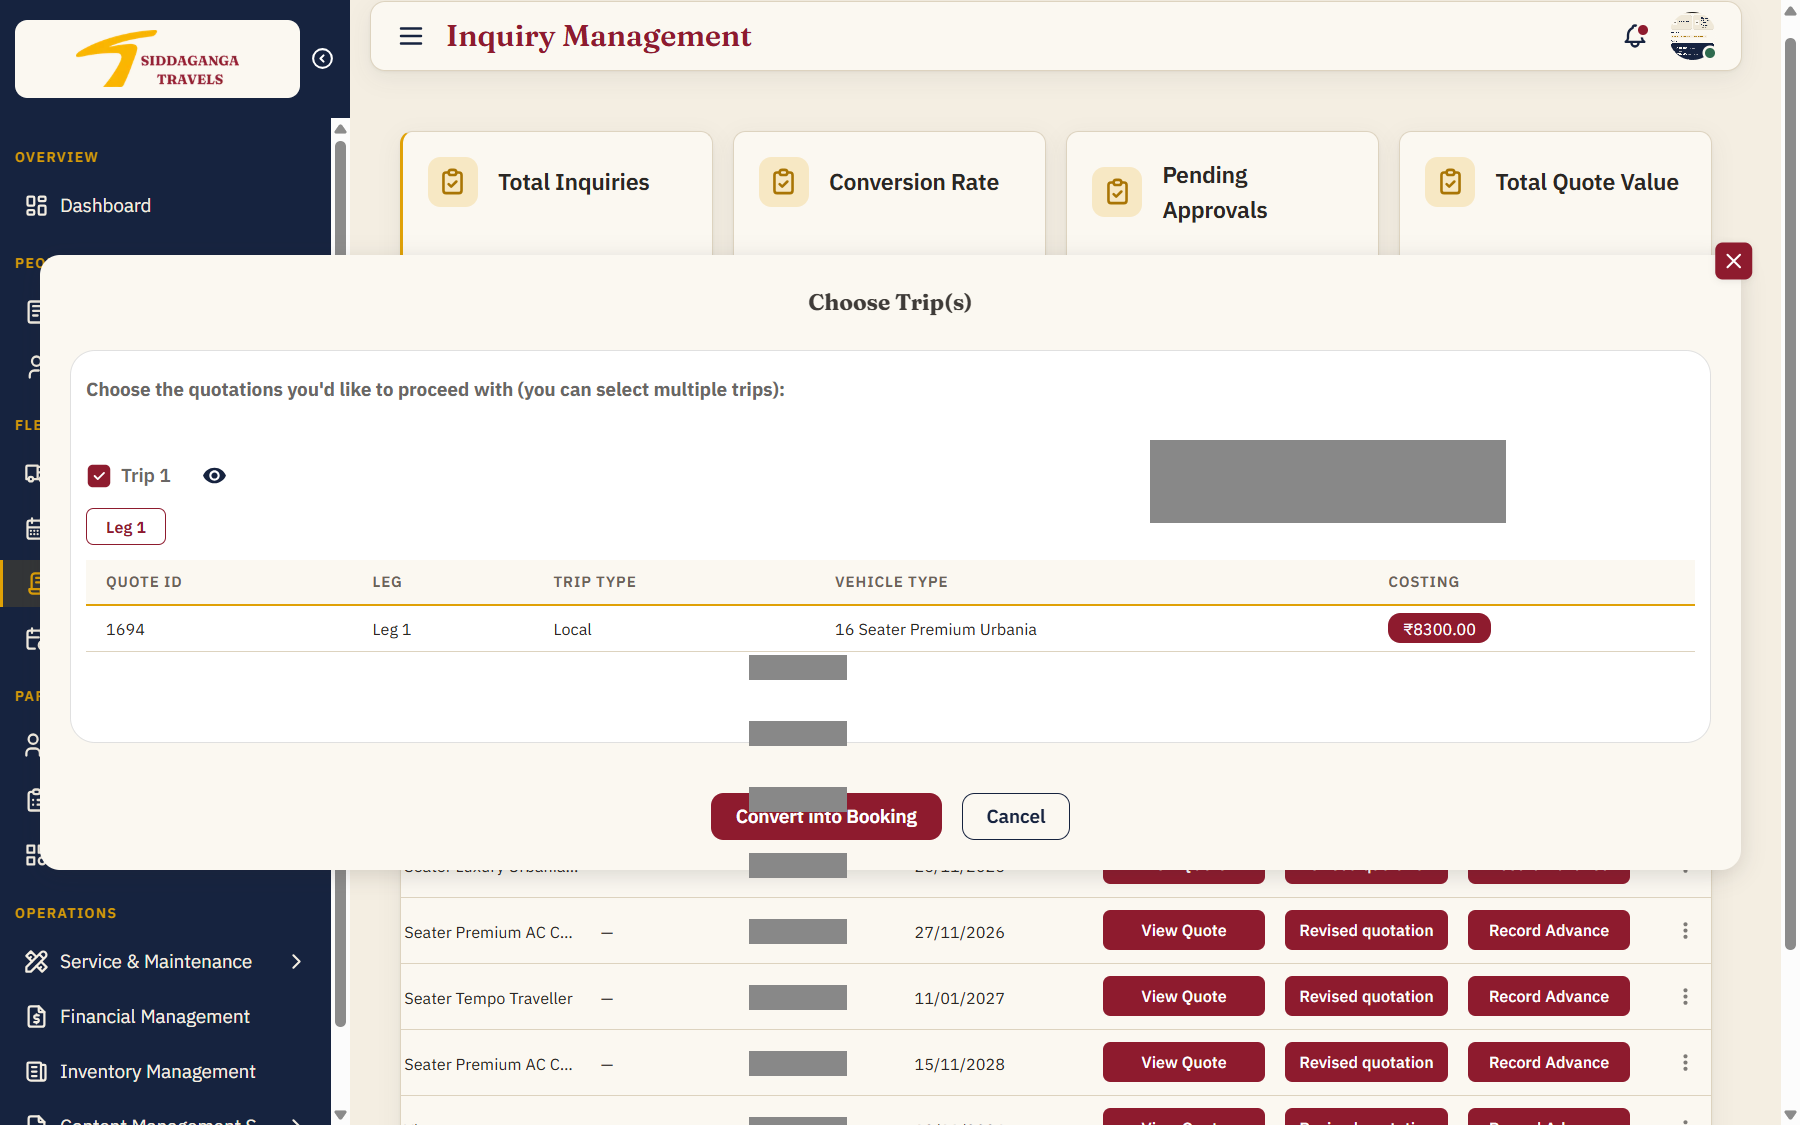 SIDDAGANGA
TRAVELS
Inquiry Management
OVERVIEW
Dashboard
Total Inquiries
Conversion Rate
Pending
Approvals
Total Quote Value
Choose Trip(s)
Choose the quotations you'd like to proceed with (you can select multiple trips):
Trip 1
Leg 1
QUOTE ID LEG TRIP TYPE VEHICLE TYPE COSTING
1694 Leg 1 Local 16 Seater Premium Urbania ₹8300.00
Convert into Booking Cancel
OPERATIONS
Service & Maintenance
Financial Management
Inventory Management
Seater Premium AC C... — 27/11/2026 View Quote Revised quotation Record Advance
Seater Tempo Traveller — 11/01/2027 View Quote Revised quotation Record Advance
Seater Premium AC C... — 15/11/2028 View Quote Revised quotation Record Advance